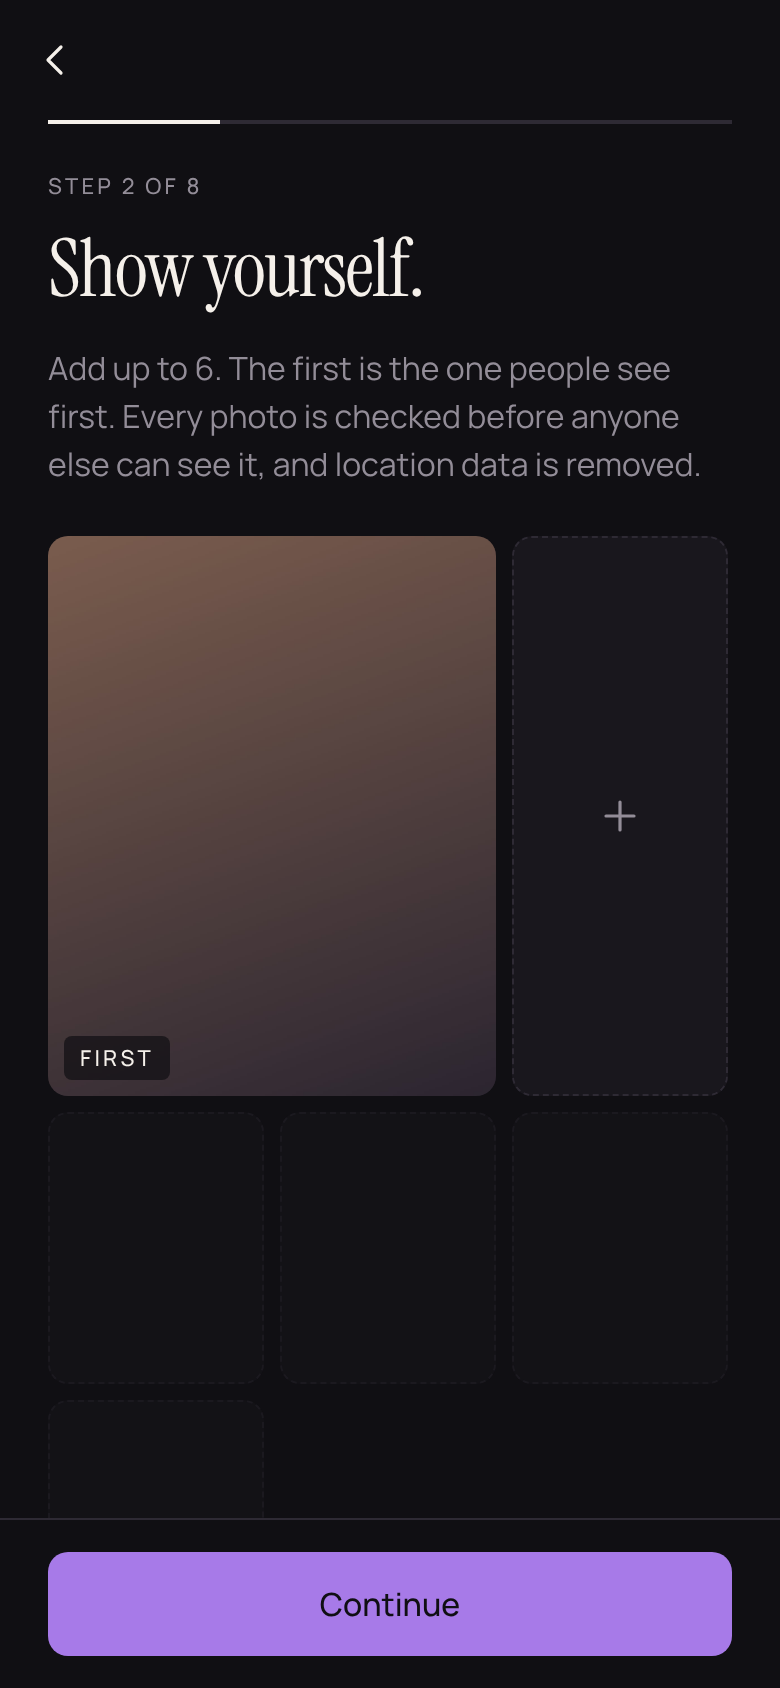 STEP 2 OF 8
Show yourself.
Add up to 6. The first is the one people see
first. Every photo is checked before anyone
else can see it, and location data is removed.
FIRST
Continue